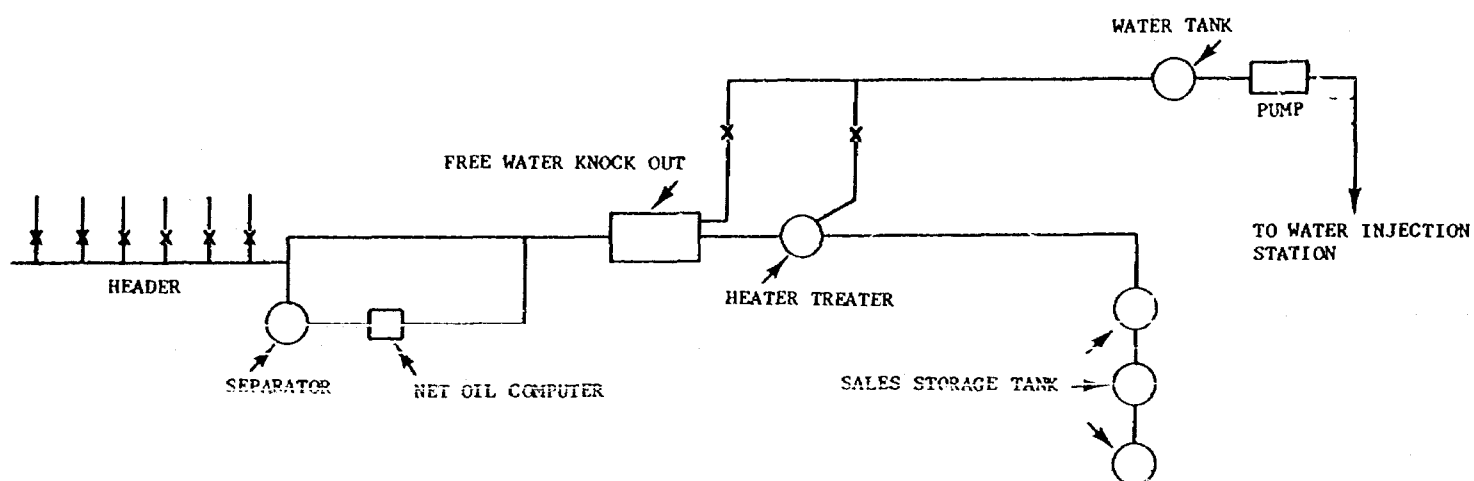 WATER TANK
PUMP
FREE WATER KNOCK OUT
TO WATER INJECTION
STATION
HEADER
HEATER TREATER
SEPARATOR
NET OIL COMPUTER
SALES STORAGE TANK